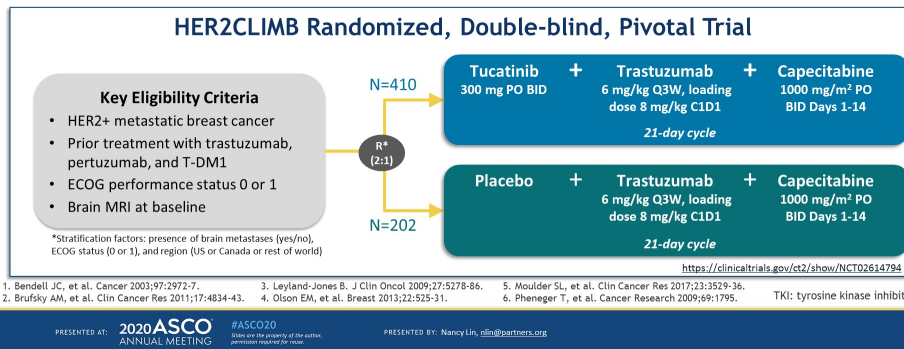 HER2CLIMB Randomized, Double-blind, Pivotal Trial
Key Eligibility Criteria
• HER2+ metastatic breast cancer
• Prior treatment with trastuzumab,
pertuzumab, and T-DM1
• ECOG performance status 0 or 1
• Brain MRI at baseline
*Stratification factors: presence of brain metastases (yes/no),
ECOG status (0 or 1), and region (US or Canada or rest of world)
R*
(2:1)
N=410
Tucatinib + Trastuzumab + Capecitabine
300 mg PO BID 6 mg/kg Q3W, loading 1000 mg/m² PO
dose 8 mg/kg C1D1 BID Days 1-14
21-day cycle
N=202
Placebo + Trastuzumab + Capecitabine
6 mg/kg Q3W, loading 1000 mg/m² PO
dose 8 mg/kg C1D1 BID Days 1-14
21-day cycle
https://clinicaltrials.gov/ct2/show/NCT02614794
1. Bendell JC, et al. Cancer 2003;97:2972-7. 3. Leyland-Jones B. J Clin Oncol 2009;27:5278-86. 5. Moulder SL, et al. Clin Cancer Res 2017;23:3529-36.
2. Brufsky AM, et al. Clin Cancer Res 2011;17:4834-43. 4. Olson EM, et al. Breast 2013;22:525-31. 6. Pheneger T, et al. Cancer Research 2009;69:1795. TKI: tyrosine kinase inhibit
PRESENTED AT: 2020 ASCO
ANNUAL MEETING
#ASCO20
Slides are the property of the author,
permission required for reuse.
PRESENTED BY: Nancy Lin, nlin@partners.org